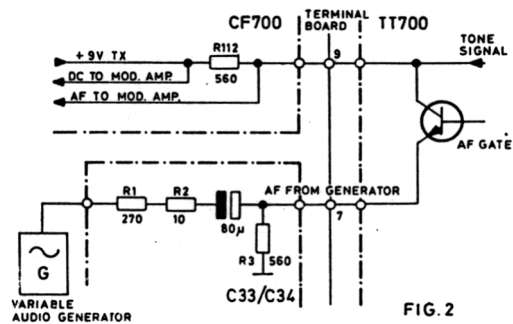 CF700
TERMINAL
BOARD
TT700
+ 9V TX
R112
560
9
TONE
SIGNAL
DC TO MOD. AMP.
AF TO MOD. AMP.
AF GATE
R1
270
R2
10
80µ
AF FROM GENERATOR
7
R3
560
G
C33/C34
VARIABLE
AUDIO GENERATOR
FIG. 2